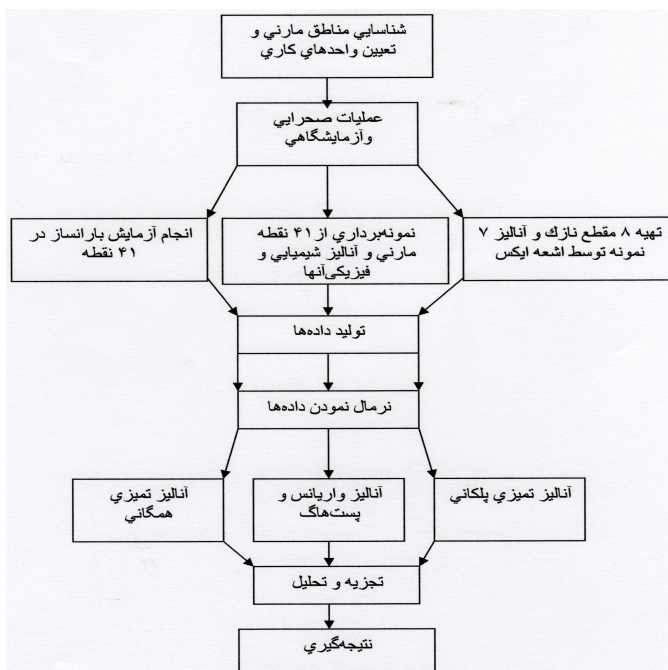 شناسايي مناطق مارني و
تعيين واحدهاي كاري
عمليات صحرايي
وآزمايشگاهي
تهيه ۸ مقطع نازك و آناليز ۷
نمونه توسط اشعه ايكس
نمونه‌برداري از ۴۱ نقطه
مارني و آناليز شيميايي و
فيزيكي‌آنها
انجام آزمايش بارانساز در
۴۱ نقطه
توليد داده‌ها
نرمال نمودن داده‌ها
آناليز تميزي پلكاني
آناليز واريانس و
پست‌هاگ
آناليز تميزي
همگاني
تجزيه و تحليل
نتيجه‌گيري